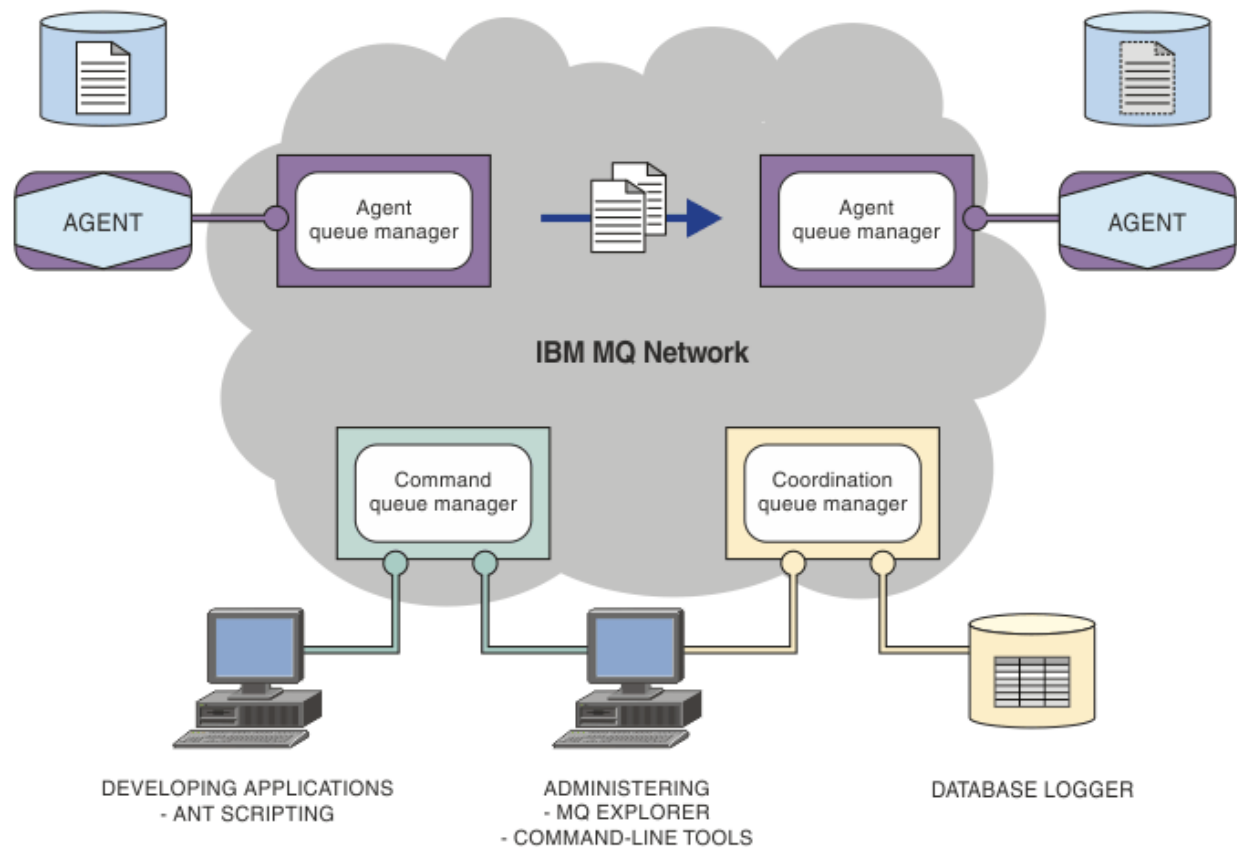 AGENT
Agent
queue manager
Agent
queue manager
AGENT
IBM MQ Network
Command
queue manager
Coordination
queue manager
DEVELOPING APPLICATIONS
- ANT SCRIPTING
ADMINISTERING
- MQ EXPLORER
- COMMAND-LINE TOOLS
DATABASE LOGGER